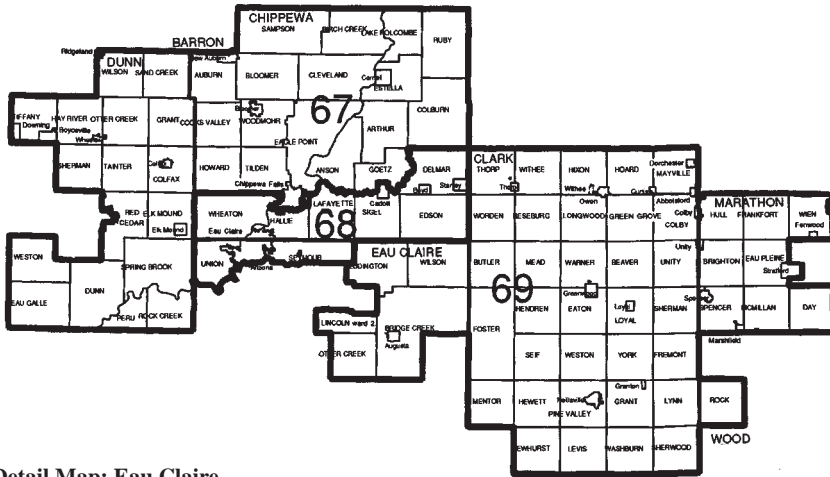 CHIPPEWA
SAMPSON
BIRCH CREEK
LAKE HOLCOMBE
RUBY
BARRON
Ridgeland
New Auburn
DUNN
WILSON
SAND CREEK
AUBURN
BLOOMER
CLEVELAND
Cornell
ESTELLA
67
TIFFANY
HAY RIVER
OTTER CREEK
GRANT
COOKS VALLEY
Bloomer
WOODMOHR
COLBURN
Downing
Boyceville
Wheeler
EAGLE POINT
ARTHUR
SHERMAN
TAINTER
Colfax
COLFAX
HOWARD
TILDEN
ANSON
GOETZ
DELMAR
Chippewa Falls
Cadott
Boyd
Stanley
CLARK
THORP
WITHEE
HIXON
HOARD
Dorchester
MAYVILLE
Thorp
Withee
Owen
Curtiss
Abbotsford
MARATHON
RED CEDAR
ELK MOUND
Elk Mound
WHEATON
HALLIE
LAFAYETTE
SIGEL
68
Eau Claire
EDSON
WORDEN
RESEBURG
LONGWOOD
GREEN GROVE
Colby
COLBY
HULL
FRANKFORT
WIEN
Fenwood
WESTON
SPRING BROOK
UNION
Altoona
SEYMOUR
EAU CLAIRE
LUDINGTON
WILSON
BUTLER
MEAD
WARNER
BEAVER
UNITY
Unity
BRIGHTON
EAU PLEINE
Stratford
69
EAU GALLE
DUNN
PERU
ROCK CREEK
Greenwood
HENDREN
EATON
Loyal
LOYAL
SHERMAN
Spencer
SPENCER
MCMILLAN
DAY
LINCOLN ward 2
BRIDGE CREEK
Augusta
FOSTER
Marshfield
OTTER CREEK
SEIF
WESTON
YORK
FREMONT
Granton
MENTOR
HEWETT
Neillsville
PINE VALLEY
GRANT
LYNN
ROCK
DEWHURST
LEVIS
WASHBURN
SHERWOOD
WOOD
Detail Map: Eau Claire